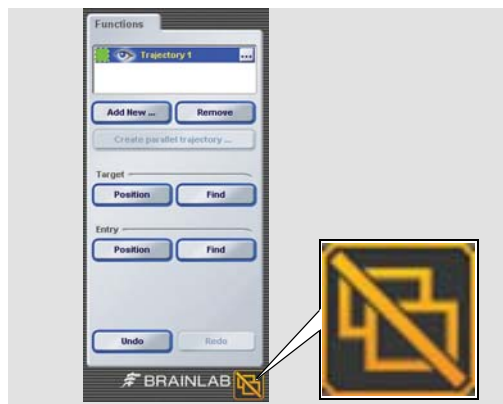 Functions
Trajectory 1 ...
Add New ... Remove
Create parallel trajectory ...
Target
Position Find
Entry
Position Find
Undo Redo
BRAINLAB